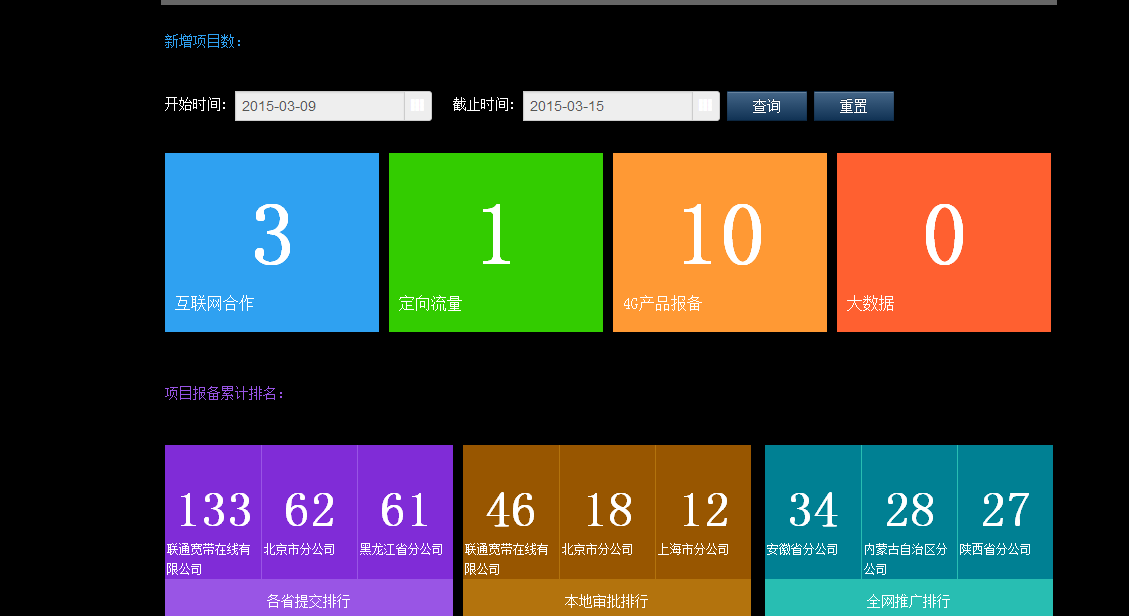 新增项目数：
开始时间： 2015-03-09 截止时间： 2015-03-15 查询 重置
3 1 10 0
互联网合作 定向流量 4G产品报备 大数据
项目报备累计排名：
133 62 61 46 18 12 34 28 27
联通宽带在线有 北京市分公司 黑龙江省分公司 联通宽带在线有 北京市分公司 上海市分公司 安徽省分公司 内蒙古自治区分 陕西省分公司
限公司 限公司 公司
各省提交排行 本地审批排行 全网推广排行